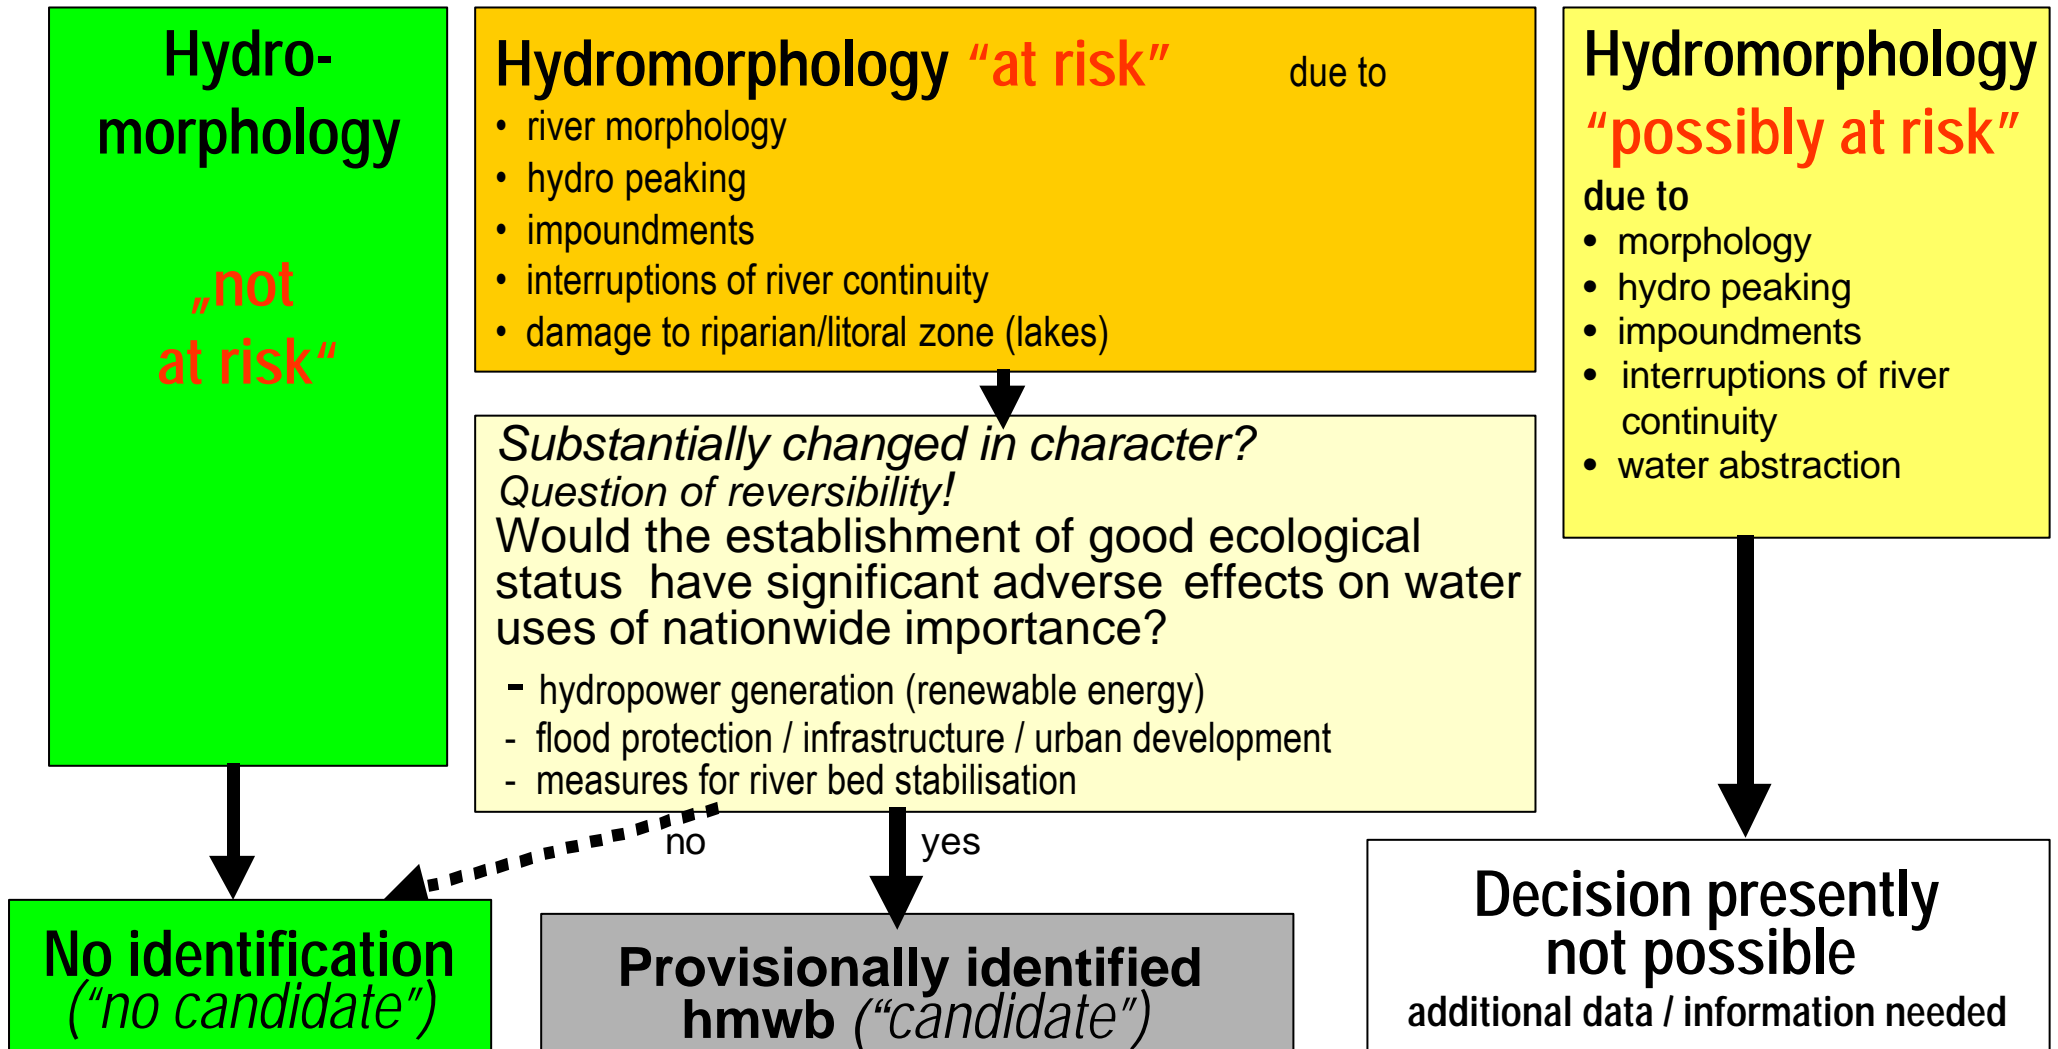 Hydro-
morphology
„not
at risk“
Hydromorphology “at risk” due to
• river morphology
• hydro peaking
• impoundments
• interruptions of river continuity
• damage to riparian/litoral zone (lakes)
Hydromorphology
“possibly at risk”
due to
• morphology
• hydro peaking
• impoundments
• interruptions of river
continuity
• water abstraction
Substantially changed in character?
Question of reversibility!
Would the establishment of good ecological
status have significant adverse effects on water
uses of nationwide importance?
- hydropower generation (renewable energy)
- flood protection / infrastructure / urban development
- measures for river bed stabilisation
no
yes
No identification
(“no candidate”)
Provisionally identified
hmwb (“candidate”)
Decision presently
not possible
additional data / information needed